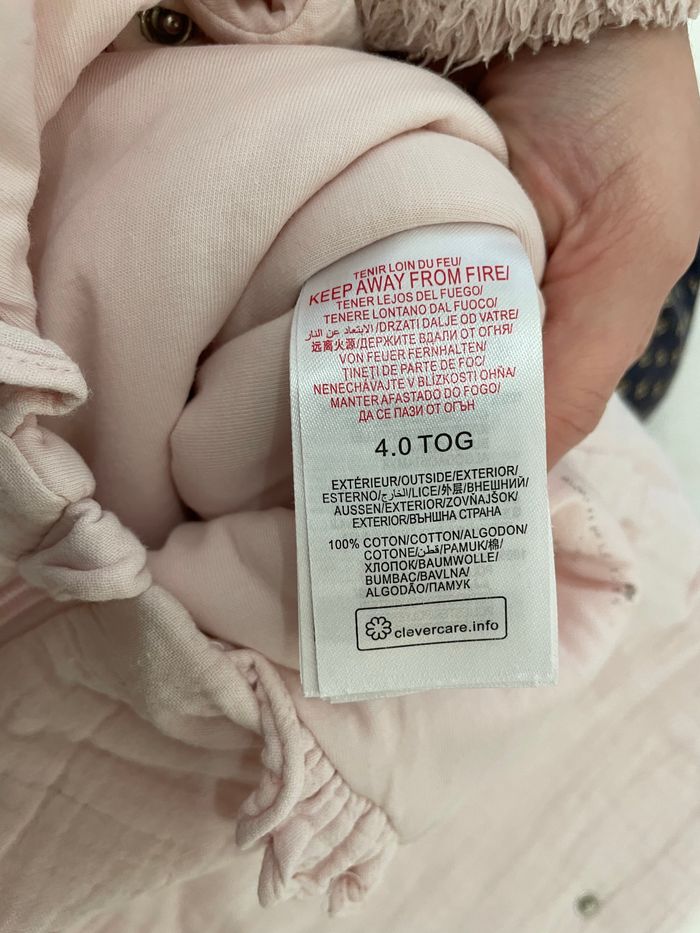 TENIR LOIN DU FEU/
KEEP AWAY FROM FIRE/
TENER LEJOS DEL FUEGO/
TENERE LONTANO DAL FUOCO/
الابتعاد عن النار/DRZATI DALJE OD VATRE/
远离火源/ДЕРЖИТЕ ВДАЛИ ОТ ОГНЯ/
VON FEUER FERNHALTEN/
TINETI DE PARTE DE FOC/
NENECHÁVAJTE V BLÍZKOSTI OHŇA/
MANTER AFASTADO DO FOGO/
ДА СЕ ПАЗИ ОТ ОГЪН
4.0 TOG
EXTÉRIEUR/OUTSIDE/EXTERIOR/
ESTERNO/الخارج/LICE/外层/ВНЕШНИЙ/
AUSSEN/EXTERIOR/ZOVŇAJŠOK/
EXTERIOR/ВЪНШНА СТРАНА
100% COTON/COTTON/ALGODON/
COTONE/قطن/PAMUK/棉/
ХЛОПОК/BAUMWOLLE/
BUMBAC/BAVLNA/
ALGODÃO/ПАМУК
clevercare.info